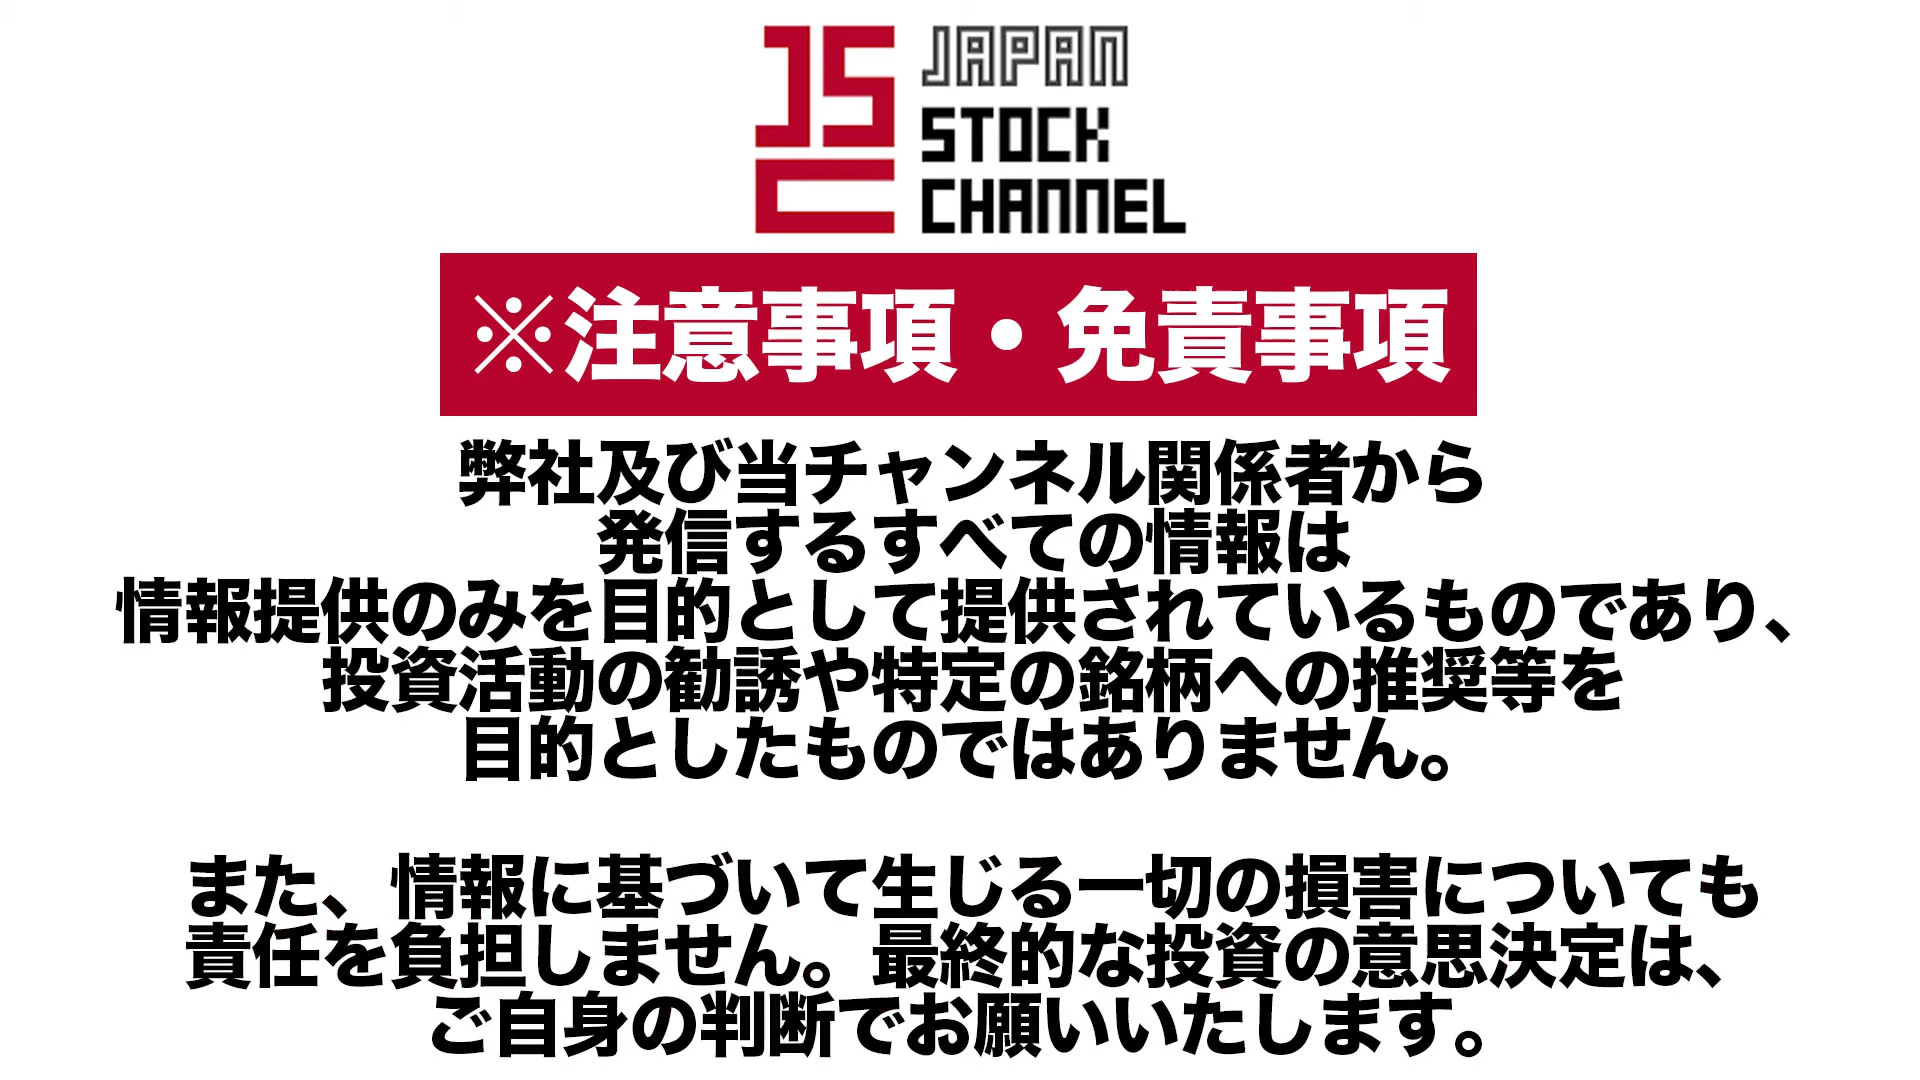 JSC
JAPAN
STOCK
CHANNEL
※注意事項・免責事項
弊社及び当チャンネル関係者から
発信するすべての情報は
情報提供のみを目的として提供されているものであり、
投資活動の勧誘や特定の銘柄への推奨等を
目的としたものではありません。
また、情報に基づいて生じる一切の損害についても
責任を負担しません。最終的な投資の意思決定は、
ご自身の判断でお願いいたします。